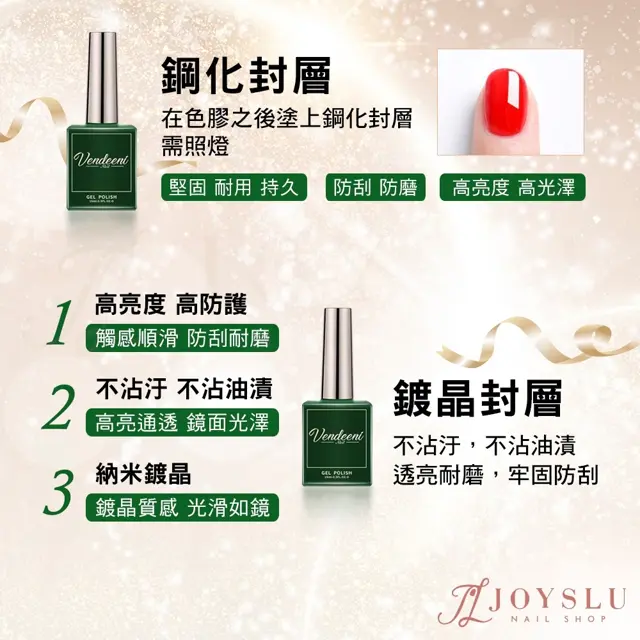 鋼化封層
在色膠之後塗上鋼化封層
需照燈
堅固 耐用 持久
防刮 防磨
高亮度 高光澤
Vendeeni
GEL POLISH
1
高亮度 高防護
觸感順滑 防刮耐磨
2
不沾汙 不沾油漬
高亮通透 鏡面光澤
3
納米鍍晶
鍍晶質感 光滑如鏡
Vendeeni
GEL POLISH
鍍晶封層
不沾汙，不沾油漬
透亮耐磨，牢固防刮
JL JOYSLU
NAIL SHOP